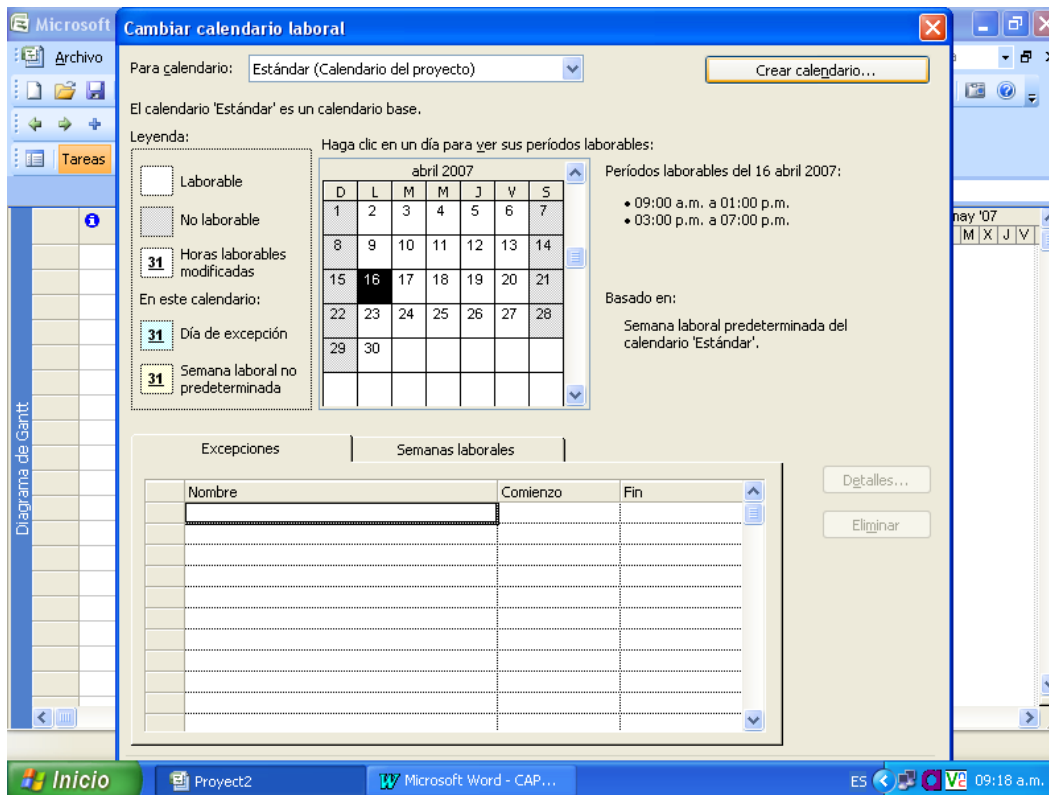 Microsoft
Cambiar calendario laboral
Archivo
Para calendario:
Estándar (Calendario del proyecto)
Crear calendario...
El calendario 'Estándar' es un calendario base.
Leyenda:
Haga clic en un día para ver sus períodos laborables:
Tareas
Laborable
No laborable
31 Horas laborables modificadas
En este calendario:
31 Día de excepción
31 Semana laboral no predeterminada
abril 2007
D L M M J V S
1 2 3 4 5 6 7
8 9 10 11 12 13 14
15 16 17 18 19 20 21
22 23 24 25 26 27 28
29 30
Períodos laborables del 16 abril 2007:
• 09:00 a.m. a 01:00 p.m.
• 03:00 p.m. a 07:00 p.m.
Basado en:
Semana laboral predeterminada del
calendario 'Estándar'.
may '07
M X J V
Diagrama de Gantt
Excepciones
Semanas laborales
Nombre Comienzo Fin
Detalles...
Eliminar
Inicio
Proyect2
Microsoft Word - CAP...
ES
09:18 a.m.